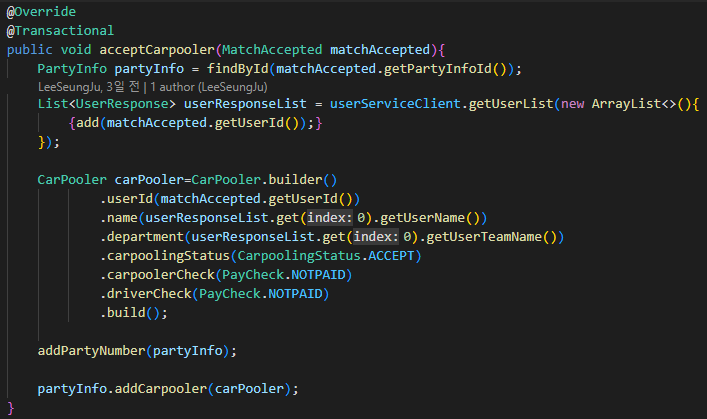 @Override
@Transactional
public void acceptCarpooler(MatchAccepted matchAccepted){
    PartyInfo partyInfo = findById(matchAccepted.getPartyInfoId());
    LeeSeungJu, 3일 전 | 1 author (LeeSeungJu)
    List<UserResponse> userResponseList = userServiceClient.getUserList(new ArrayList<>(){
        {add(matchAccepted.getUserId());}
    });
    CarPooler carPooler=CarPooler.builder()
            .userId(matchAccepted.getUserId())
            .name(userResponseList.get(index: 0).getUserName())
            .department(userResponseList.get(index: 0).getUserTeamName())
            .carpoolingStatus(CarpoolingStatus.ACCEPT)
            .carpoolerCheck(PayCheck.NOTPAID)
            .driverCheck(PayCheck.NOTPAID)
            .build();
    addPartyNumber(partyInfo);
    partyInfo.addCarpooler(carPooler);
}